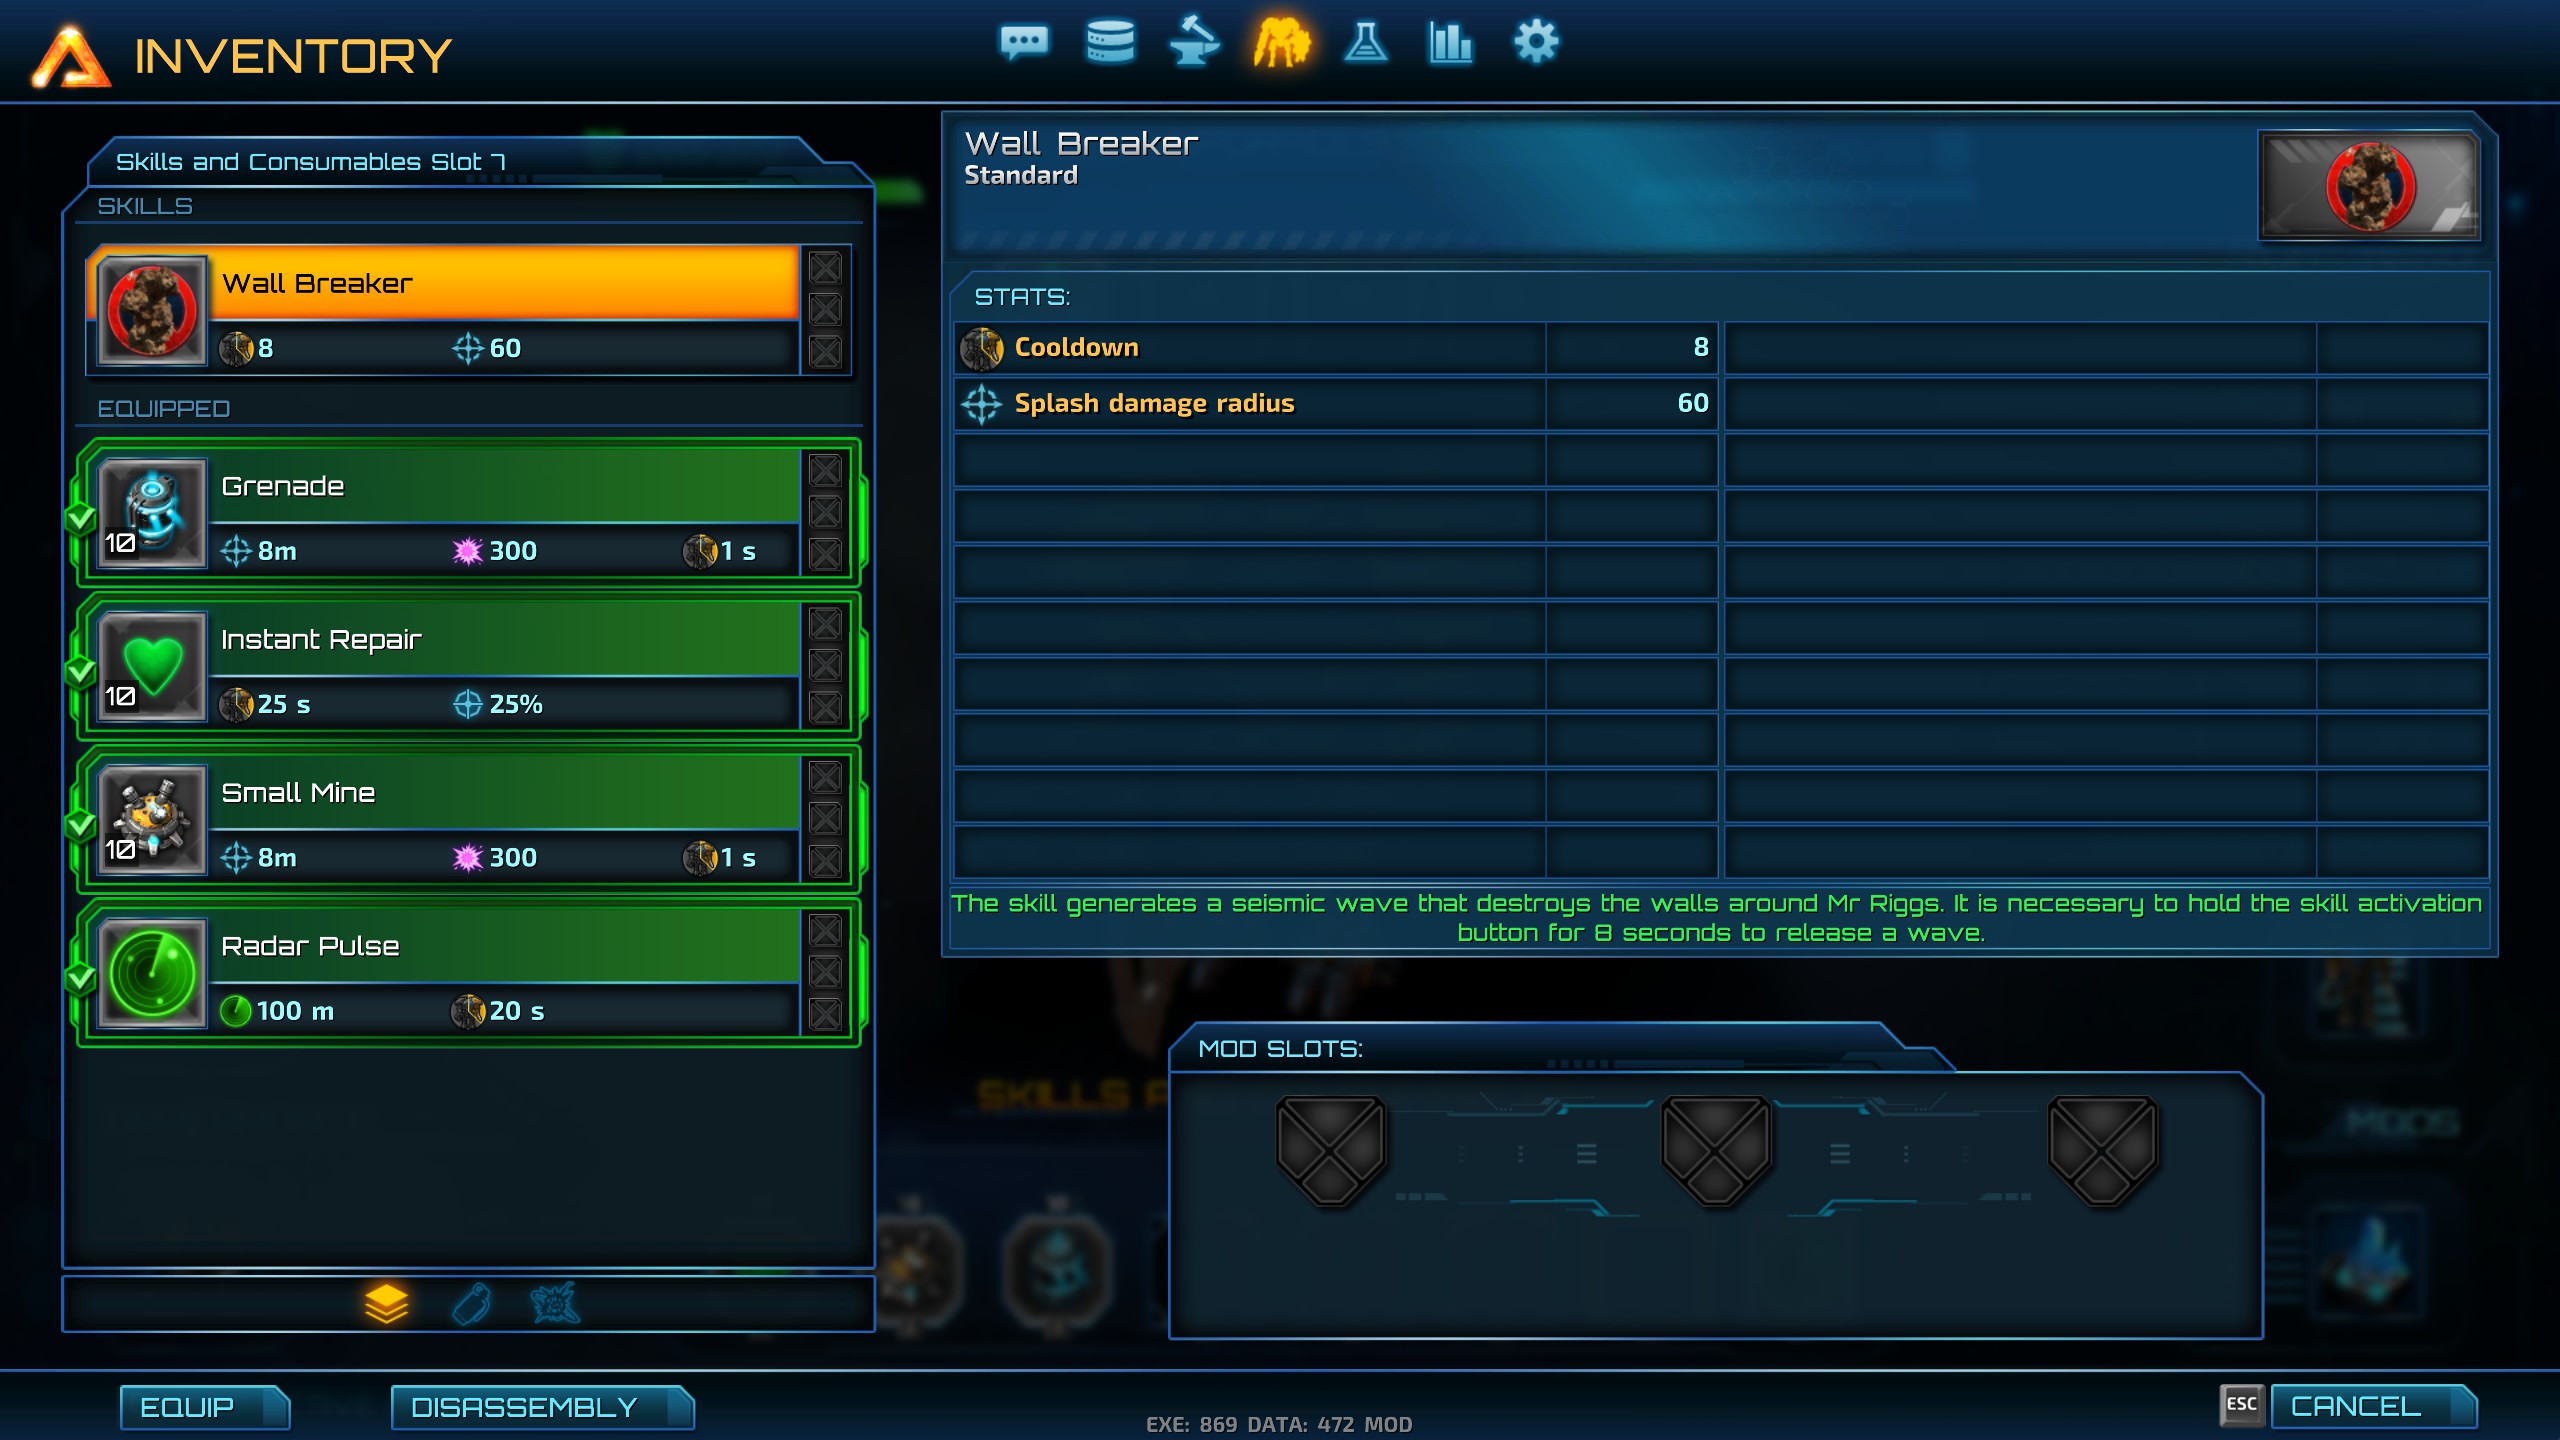 INVENTORY
Skills and Consumables Slot 7
SKILLS
Wall Breaker
8 60
EQUIPPED
Grenade
10
8m 300 1 s
Instant Repair
10
25 s 25%
Small Mine
10
8m 300 1 s
Radar Pulse
100 m 20 s
Wall Breaker
Standard
STATS:
Cooldown 8
Splash damage radius 60
The skill generates a seismic wave that destroys the walls around Mr Riggs. It is necessary to hold the skill activation
button for 8 seconds to release a wave.
MOD SLOTS:
SKILLS
MODS
EQUIP
DISASSEMBLY
EXE: 869 DATA: 472 MOD
ESC
CANCEL